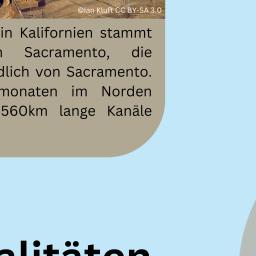 ©Ian Kluft CC BY-SA 3.0
in Kalifornien stammt
Sacramento, die
dlich von Sacramento.
monaten im Norden
560km lange Kanäle
alitäten